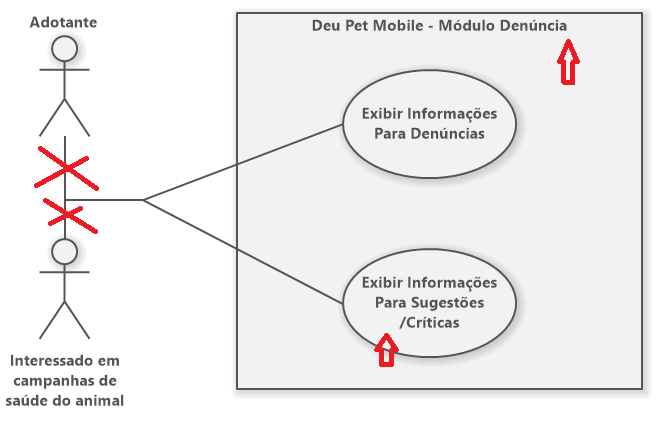 Adotante
Deu Pet Mobile - Módulo Denúncia
Exibir Informações
Para Denúncias
Exibir Informações
Para Sugestões
/Críticas
Interessado em
campanhas de
saúde do animal